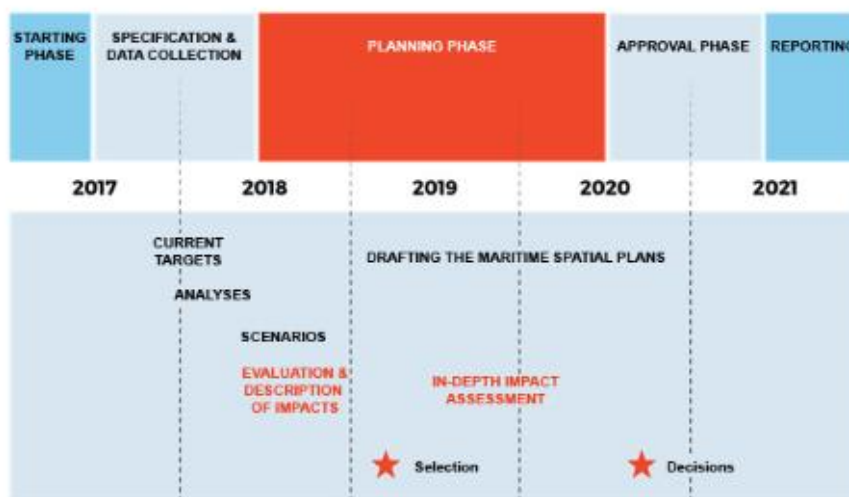 STARTING
PHASE
SPECIFICATION &
DATA COLLECTION
PLANNING PHASE
APPROVAL PHASE
REPORTING
2017
2018
2019
2020
2021
CURRENT
TARGETS
DRAFTING THE MARITIME SPATIAL PLANS
ANALYSES
SCENARIOS
EVALUATION &
DESCRIPTION
OF IMPACTS
IN-DEPTH IMPACT
ASSESSMENT
Selection
Decisions